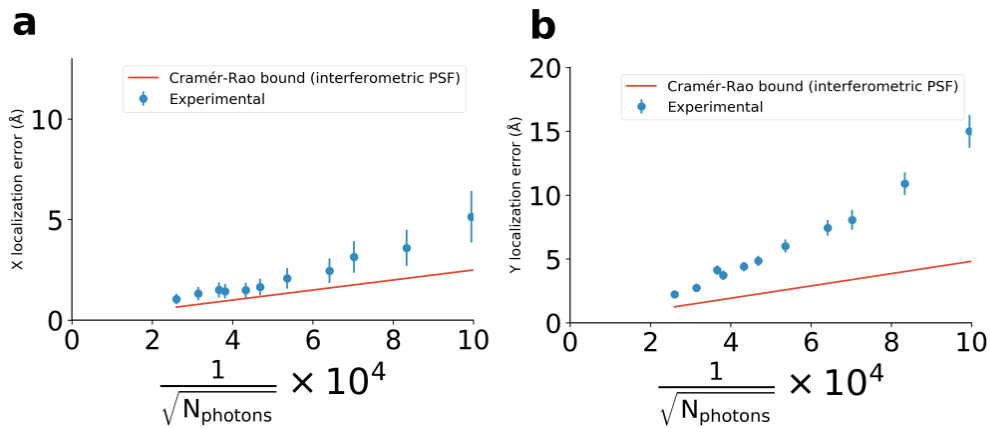 a
Cramér-Rao bound (interferometric PSF)
Experimental
X localization error (Å)
10
5
0
0 2 4 6 8 10
1/√N_photons × 10⁴
b
Cramér-Rao bound (interferometric PSF)
Experimental
Y localization error (Å)
20
15
10
5
0
0 2 4 6 8 10
1/√N_photons × 10⁴